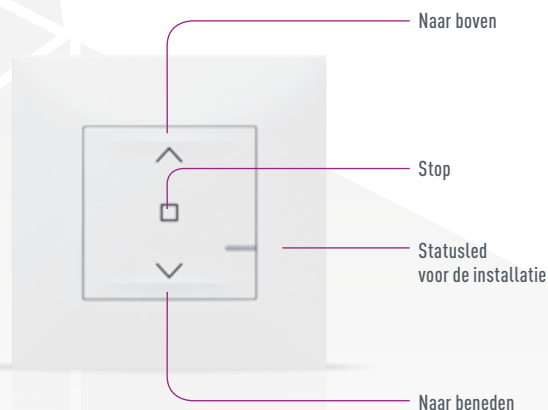 Naar boven
Stop
Statusled
voor de installatie
Naar beneden